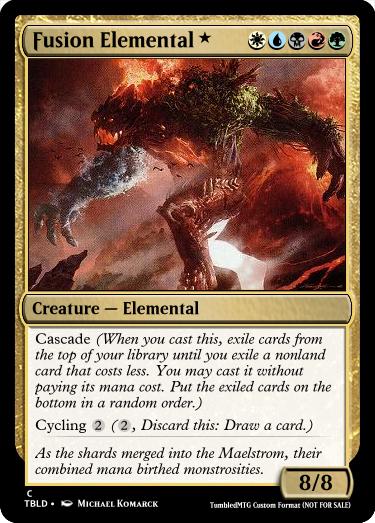 Fusion Elemental ★
Creature — Elemental
Cascade (When you cast this, exile cards from
the top of your library until you exile a nonland
card that costs less. You may cast it without
paying its mana cost. Put the exiled cards on the
bottom in a random order.)
Cycling 2 (2, Discard this: Draw a card.)
As the shards merged into the Maelstrom, their
combined mana birthed monstrosities.
8/8
C
TBLD • Michael Komarck
TumbledMTG Custom Format (NOT FOR SALE)